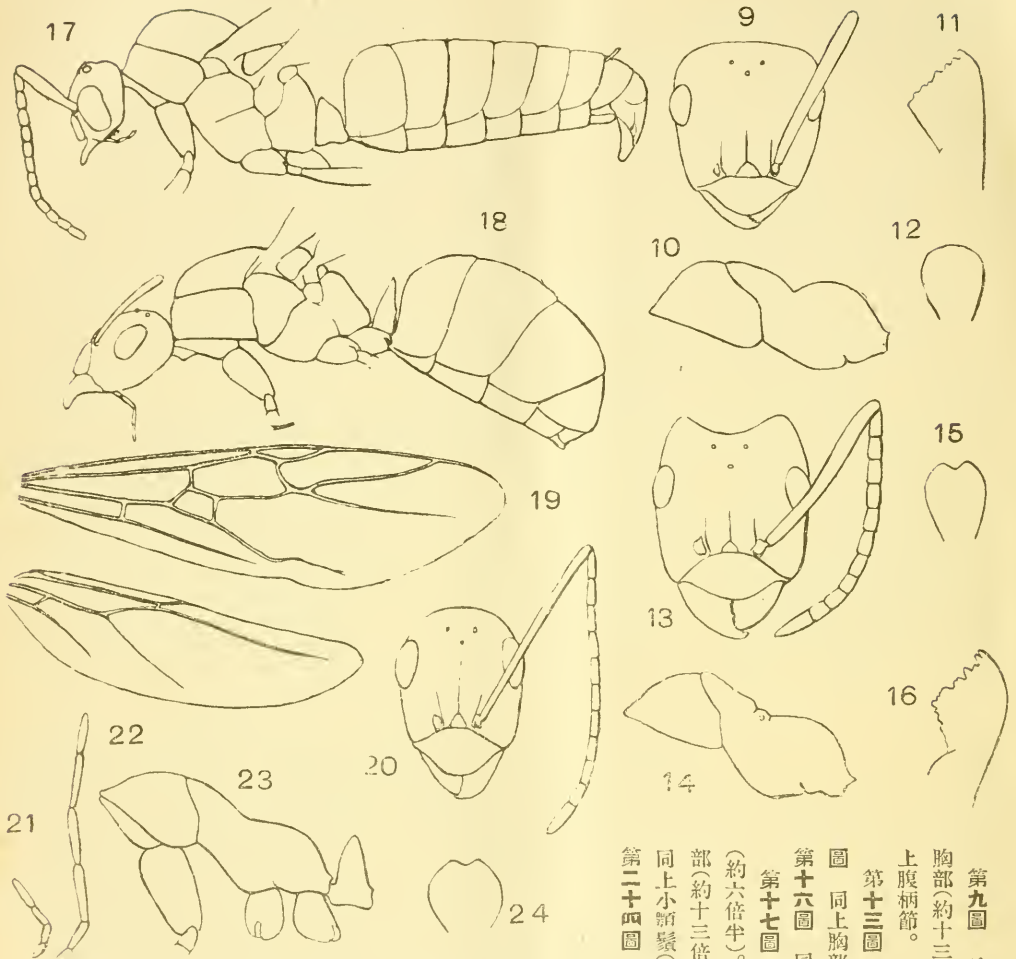 17
9
11
18
10
12
19
13
15
20
14
16
22
21
23
24
第九圖
胸部(約十三
上腹柄節。
第十三圖
圖 同上胸部
第十六圖 同
第十七圖
(約六倍半)。
部(約十三倍
同上小顋鬚(
第二十四圖